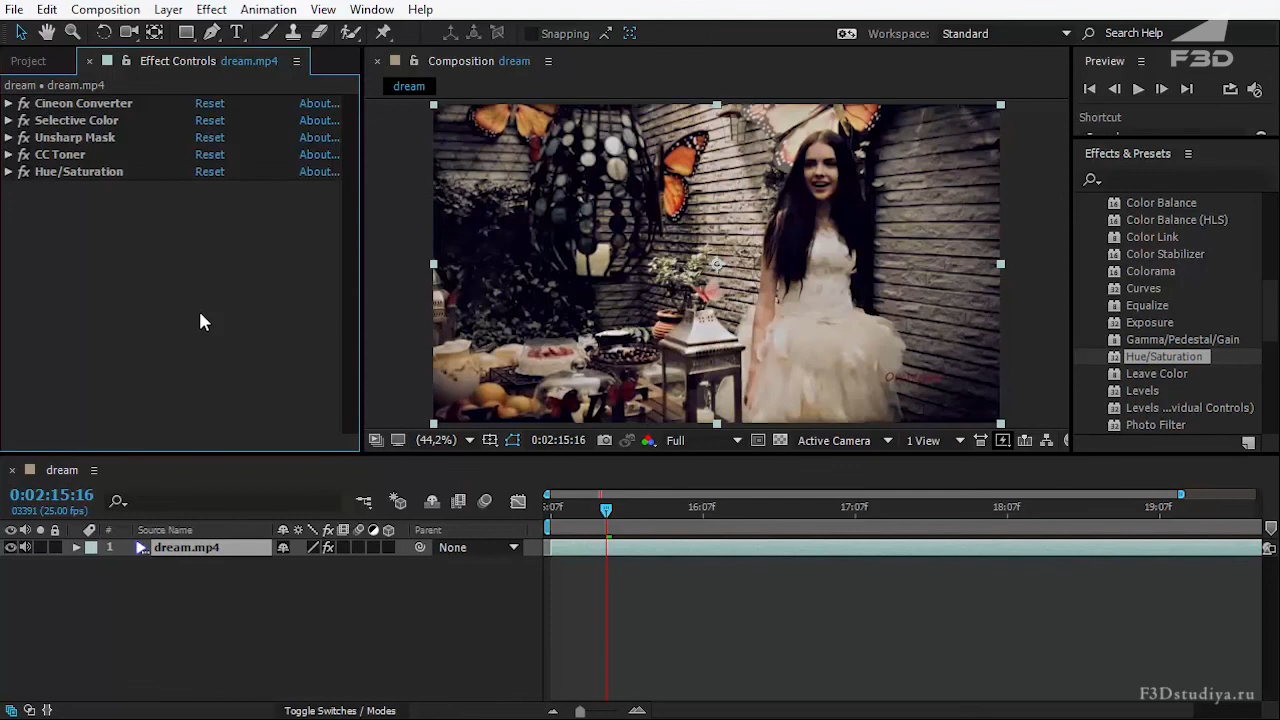 File Edit Composition Layer Effect Animation View Window Help
Snapping Workspace: Standard Search Help
F3D
Project Effect Controls dream.mp4 Composition dream Preview
dream • dream.mp4 dream
Cineon Converter Reset About...
Selective Color Reset About...
Unsharp Mask Reset About...
CC Toner Reset About...
Hue/Saturation Reset About...
Shortcut
Effects & Presets
Color Balance
Color Balance (HLS)
Color Link
Color Stabilizer
Colorama
Curves
Equalize
Exposure
Gamma/Pedestal/Gain
Hue/Saturation
Leave Color
Levels
Levels ...vidual Controls)
Photo Filter
(44,2%) 0:02:15:16 Full Active Camera 1 View
dream
0:02:15:16
03391 (25.00 fps)
:07f 16:07f 17:07f 18:07f 19:07f
# Source Name Parent
1 dream.mp4 None
Toggle Switches / Modes
F3Dstudiya.ru